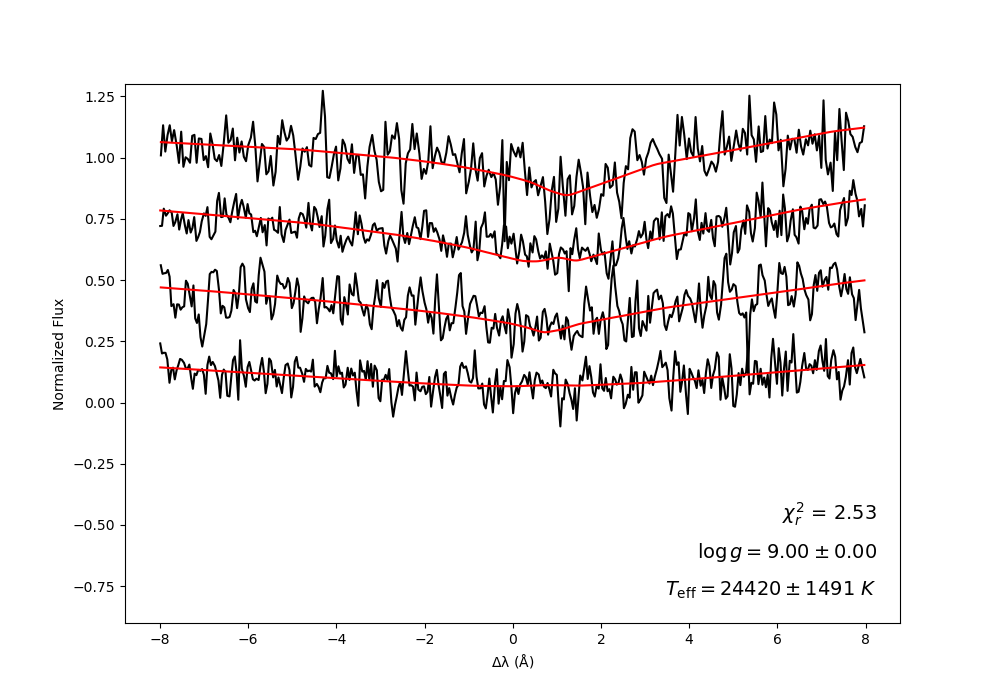 1.25
1.00
0.75
0.50
0.25
0.00
−0.25
−0.50
−0.75
Normalized Flux
χ²ᵣ = 2.53
log g = 9.00 ± 0.00
T_eff = 24420 ± 1491 K
−8 −6 −4 −2 0 2 4 6 8
Δλ (Å)